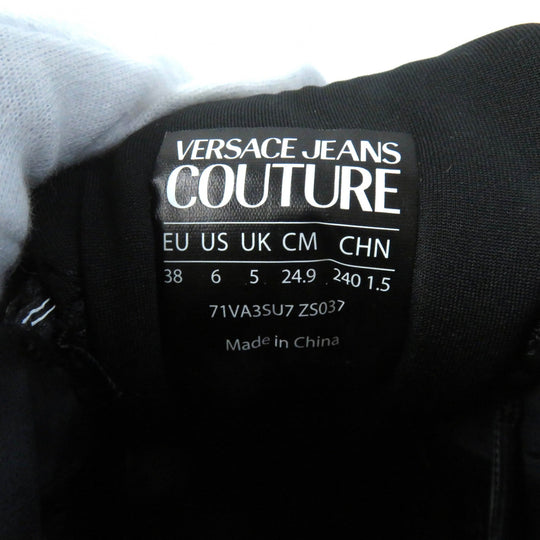 VERSACE JEANS
COUTURE
EU US UK CM CHN
38 6 5 24.9 240 1.5
71VA3SU7 ZS037
Made in China